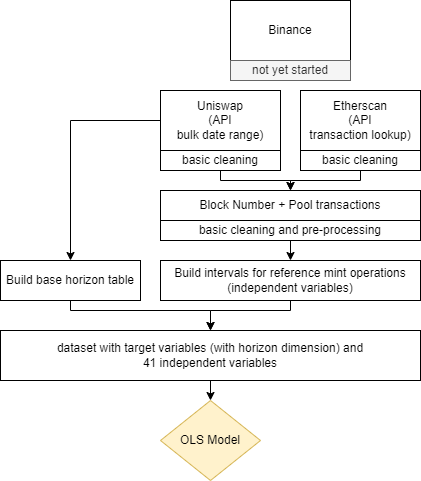 Binance
not yet started
Uniswap
(API
bulk date range)
basic cleaning
Etherscan
(API
transaction lookup)
basic cleaning
Block Number + Pool transactions
basic cleaning and pre-processing
Build base horizon table
Build intervals for reference mint operations
(independent variables)
dataset with target variables (with horizon dimension) and
41 independent variables
OLS Model